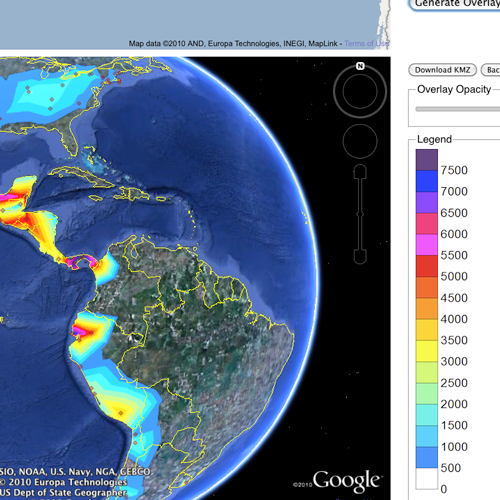 Generate Overlay
Map data ©2010 AND, Europa Technologies, INEGI, MapLink - Terms of Us
N
Download KMZ
Bac
Overlay Opacity
Legend
7500
7000
6500
6000
5500
5000
4500
4000
3500
3000
2500
2000
1500
1000
500
0
SIO, NOAA, U.S. Navy, NGA, GEBCO
© 2010 Europa Technologies
US Dept of State Geographer
©2010 Google